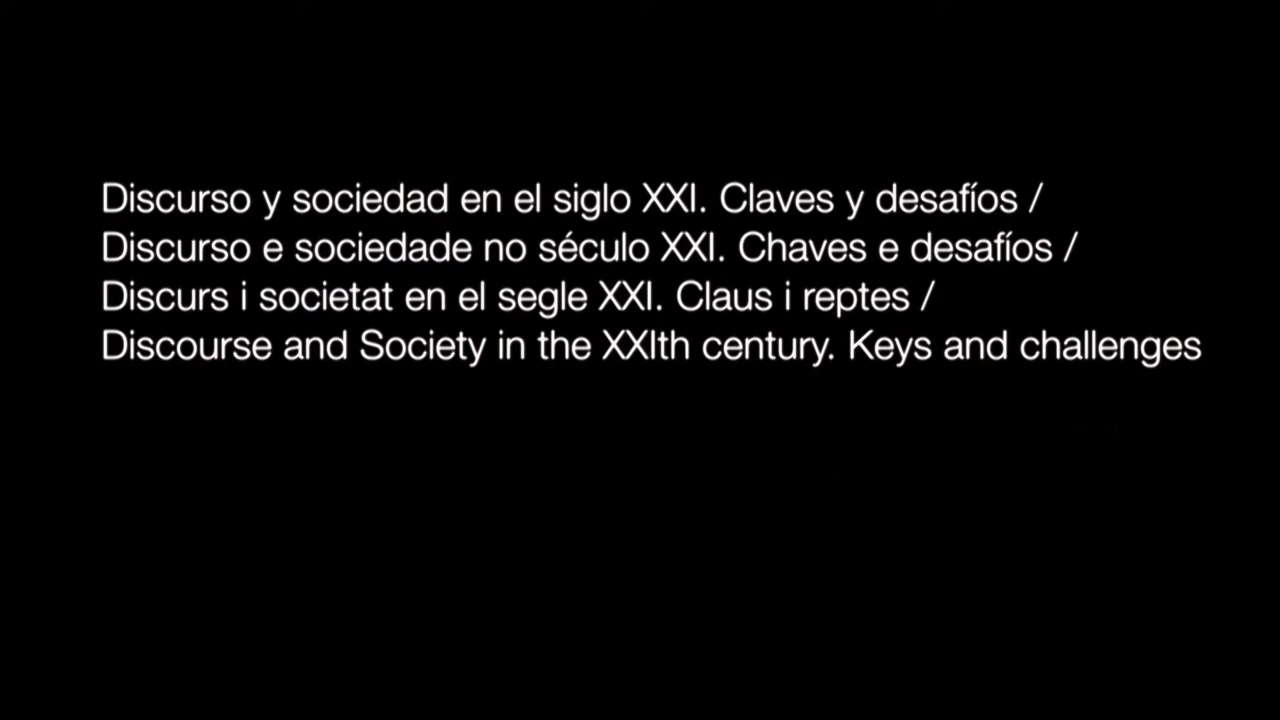 Discurso y sociedad en el siglo XXI. Claves y desafíos /
Discurso e sociedade no século XXI. Chaves e desafíos /
Discurs i societat en el segle XXI. Claus i reptes /
Discourse and Society in the XXIth century. Keys and challenges